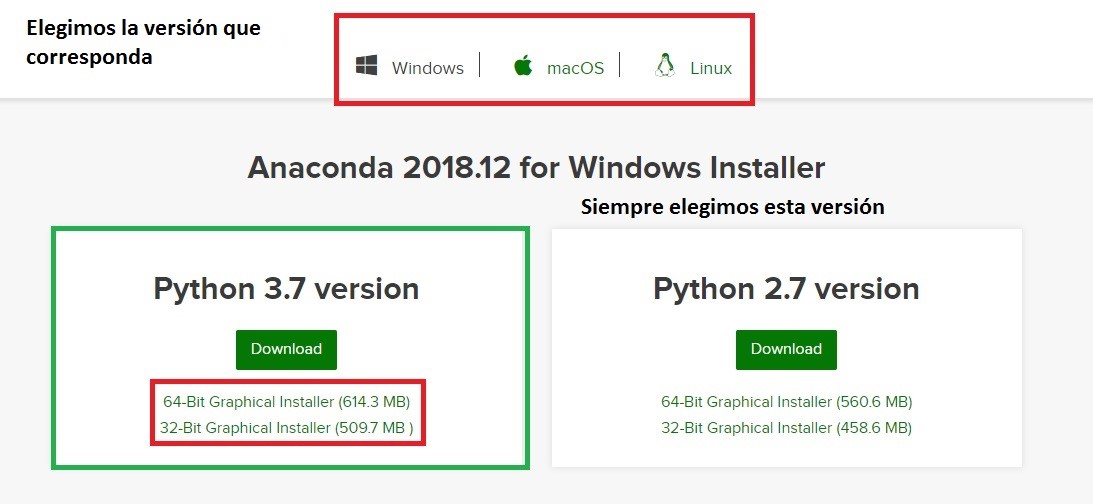 Elegimos la versión que
corresponda
Windows | macOS | Linux
Anaconda 2018.12 for Windows Installer
Siempre elegimos esta versión
Python 3.7 version
Download
64-Bit Graphical Installer (614.3 MB)
32-Bit Graphical Installer (509.7 MB )
Python 2.7 version
Download
64-Bit Graphical Installer (560.6 MB)
32-Bit Graphical Installer (458.6 MB)